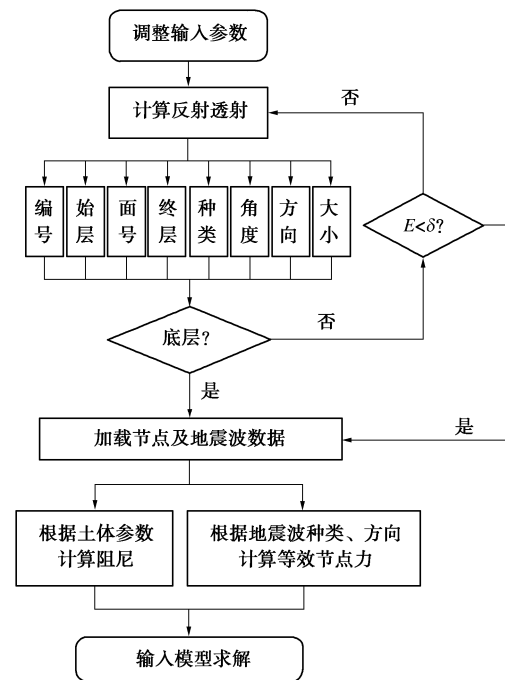 调整输入参数
计算反射透射
否
编号
始层
面号
终层
种类
角度
方向
大小
E<δ?
底层?
否
是
加载节点及地震波数据
是
根据土体参数
计算阻尼
根据地震波种类、方向
计算等效节点力
输入模型求解